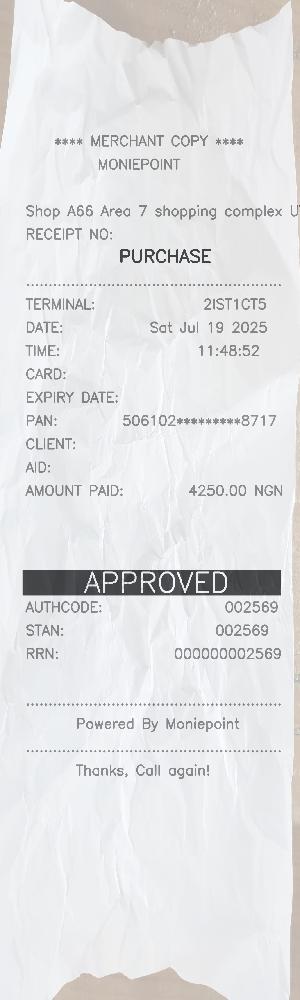 **** MERCHANT COPY ****
MONIEPOINT
Shop A66 Area 7 shopping complex
RECEIPT NO:
PURCHASE
TERMINAL: 2IST1CT5
DATE: Sat Jul 19 2025
TIME: 11:48:52
CARD:
EXPIRY DATE:
PAN: 506102*********8717
CLIENT:
AID:
AMOUNT PAID: 4250.00 NGN
APPROVED
AUTHCODE: 002569
STAN: 002569
RRN: 000000002569
Powered By Moniepoint
Thanks, Call again!